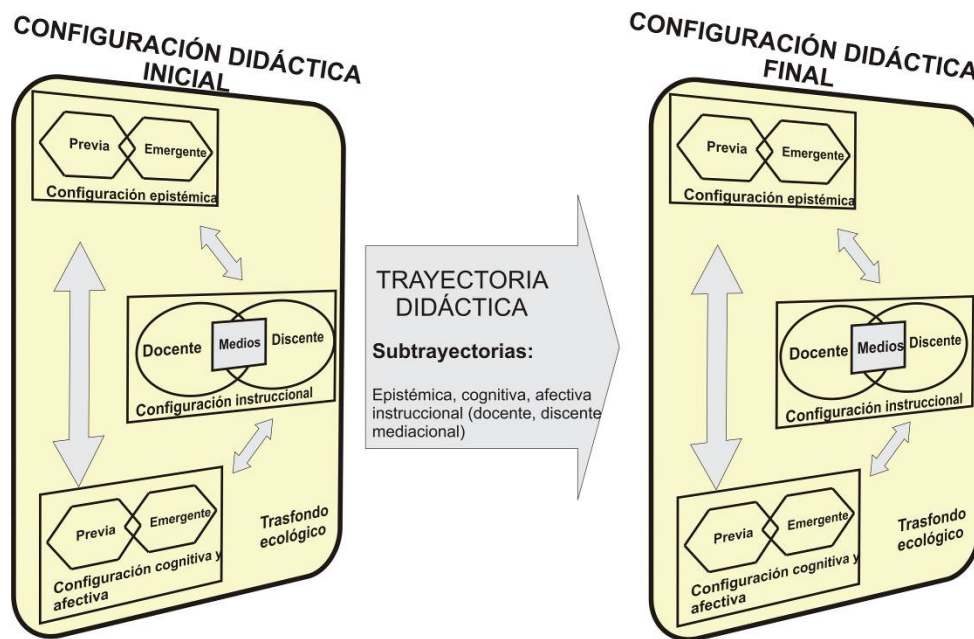 CONFIGURACIÓN DIDÁCTICA
INICIAL
Previa
Emergente
Configuración epistémica
Docente
Medios
Discente
Configuración instruccional
Previa
Emergente
Configuración cognitiva y
afectiva
Trasfondo
ecológico
TRAYECTORIA
DIDÁCTICA
Subtrayectorias:
Epistémica, cognitiva, afectiva
instruccional (docente, discente
mediacional)
CONFIGURACIÓN DIDÁCTICA
FINAL
Previa
Emergente
Configuración epistémica
Docente
Medios
Discente
Configuración instruccional
Previa
Emergente
Configuración cognitiva y
afectiva
Trasfondo
ecológico